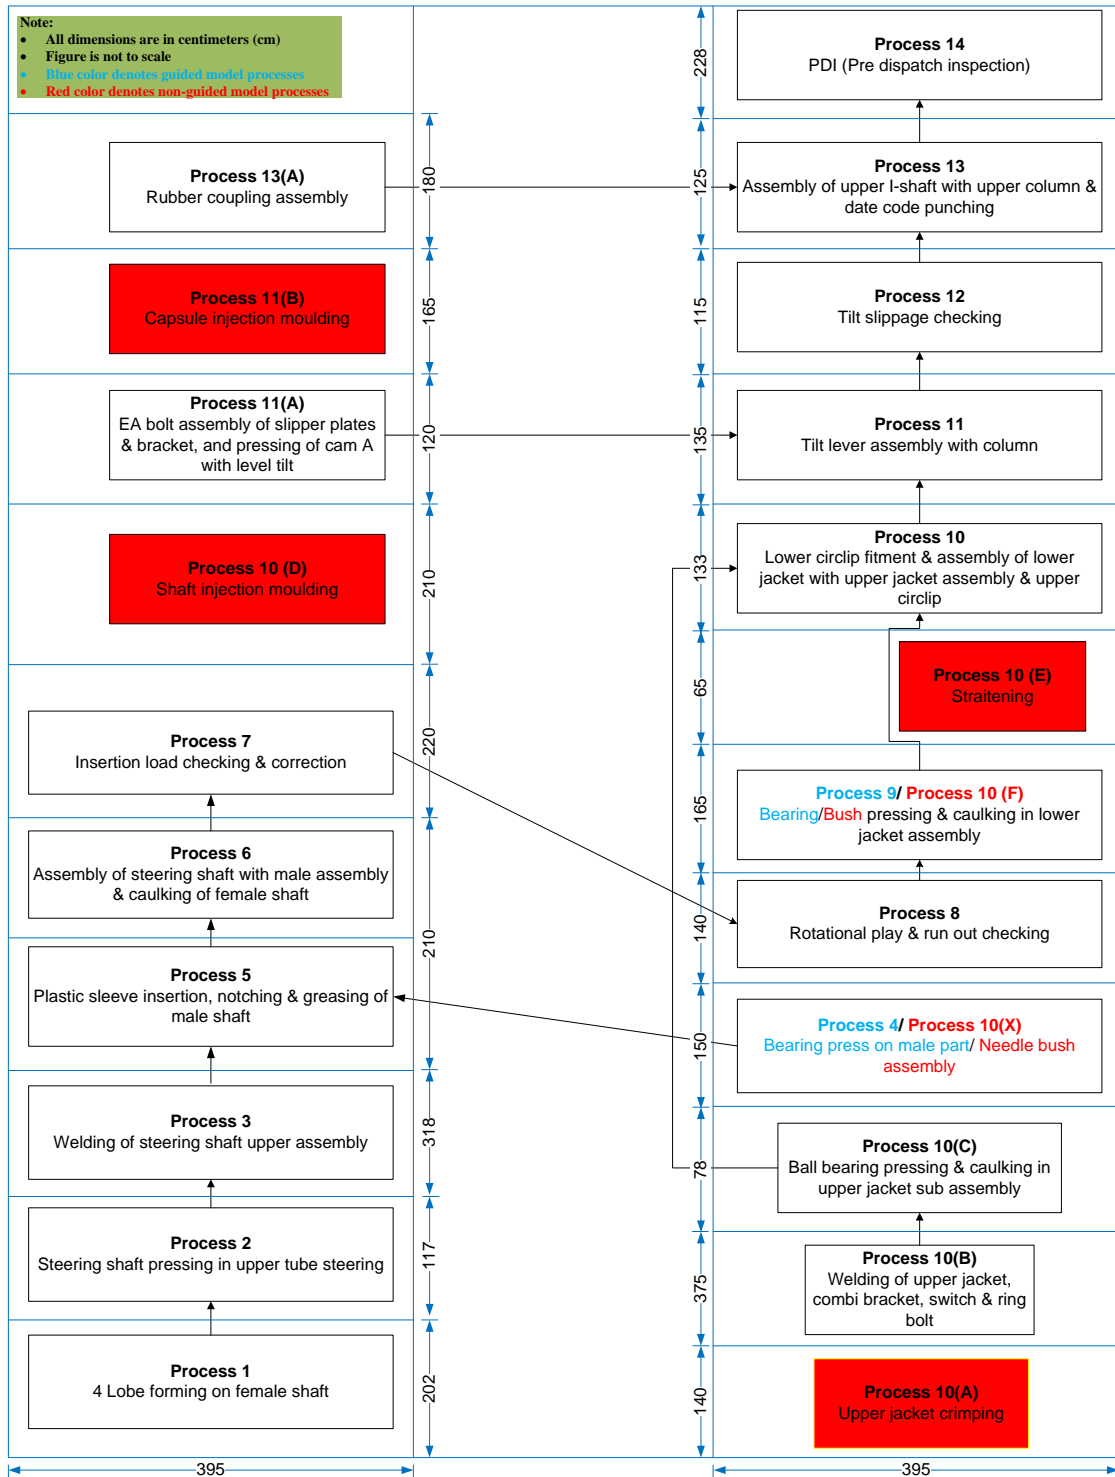 Note:
• All dimensions are in centimeters (cm)
• Figure is not to scale
• Blue color denotes guided model processes
• Red color denotes non-guided model processes
Process 13(A)
Rubber coupling assembly
180
Process 11(B)
Capsule injection moulding
165
Process 11(A)
EA bolt assembly of slipper plates
& bracket, and pressing of cam A
with level tilt
120
Process 10 (D)
Shaft injection moulding
210
Process 7
Insertion load checking & correction
220
Process 6
Assembly of steering shaft with male assembly
& caulking of female shaft
210
Process 5
Plastic sleeve insertion, notching & greasing of
male shaft
Process 3
Welding of steering shaft upper assembly
318
Process 2
Steering shaft pressing in upper tube steering
117
Process 1
4 Lobe forming on female shaft
202
395
228
Process 14
PDI (Pre dispatch inspection)
125
Process 13
Assembly of upper I-shaft with upper column &
date code punching
115
Process 12
Tilt slippage checking
135
Process 11
Tilt lever assembly with column
133
Process 10
Lower circlip fitment & assembly of lower
jacket with upper jacket assembly & upper
circlip
65
Process 10 (E)
Straitening
165
Process 9/ Process 10 (F)
Bearing/Bush pressing & caulking in lower
jacket assembly
140
Process 8
Rotational play & run out checking
150
Process 4/ Process 10(X)
Bearing press on male part/ Needle bush
assembly
78
Process 10(C)
Ball bearing pressing & caulking in
upper jacket sub assembly
375
Process 10(B)
Welding of upper jacket,
combi bracket, switch & ring
bolt
140
Process 10(A)
Upper jacket crimping
395